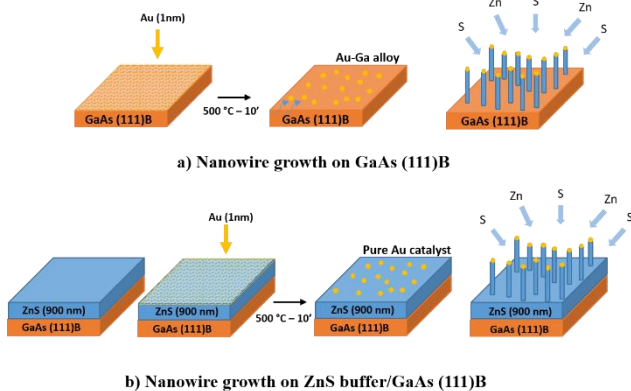 Au (1nm)
GaAs (111)B
500 °C – 10'
Au-Ga alloy
S
Zn
S
Zn
S
GaAs (111)B
a) Nanowire growth on GaAs (111)B
ZnS (900 nm)
GaAs (111)B
Au (1nm)
ZnS (900 nm)
GaAs (111)B
500 °C – 10'
Pure Au catalyst
ZnS (900 nm)
GaAs (111)B
S
Zn
S
Zn
S
ZnS (900 nm)
GaAs (111)B
b) Nanowire growth on ZnS buffer/GaAs (111)B